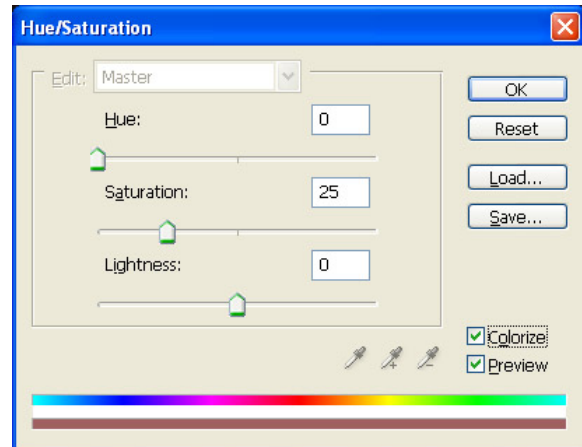 Hue/Saturation
Edit: Master
OK
Hue: 0
Reset
Load...
Saturation: 25
Save...
Lightness: 0
Colorize
Preview